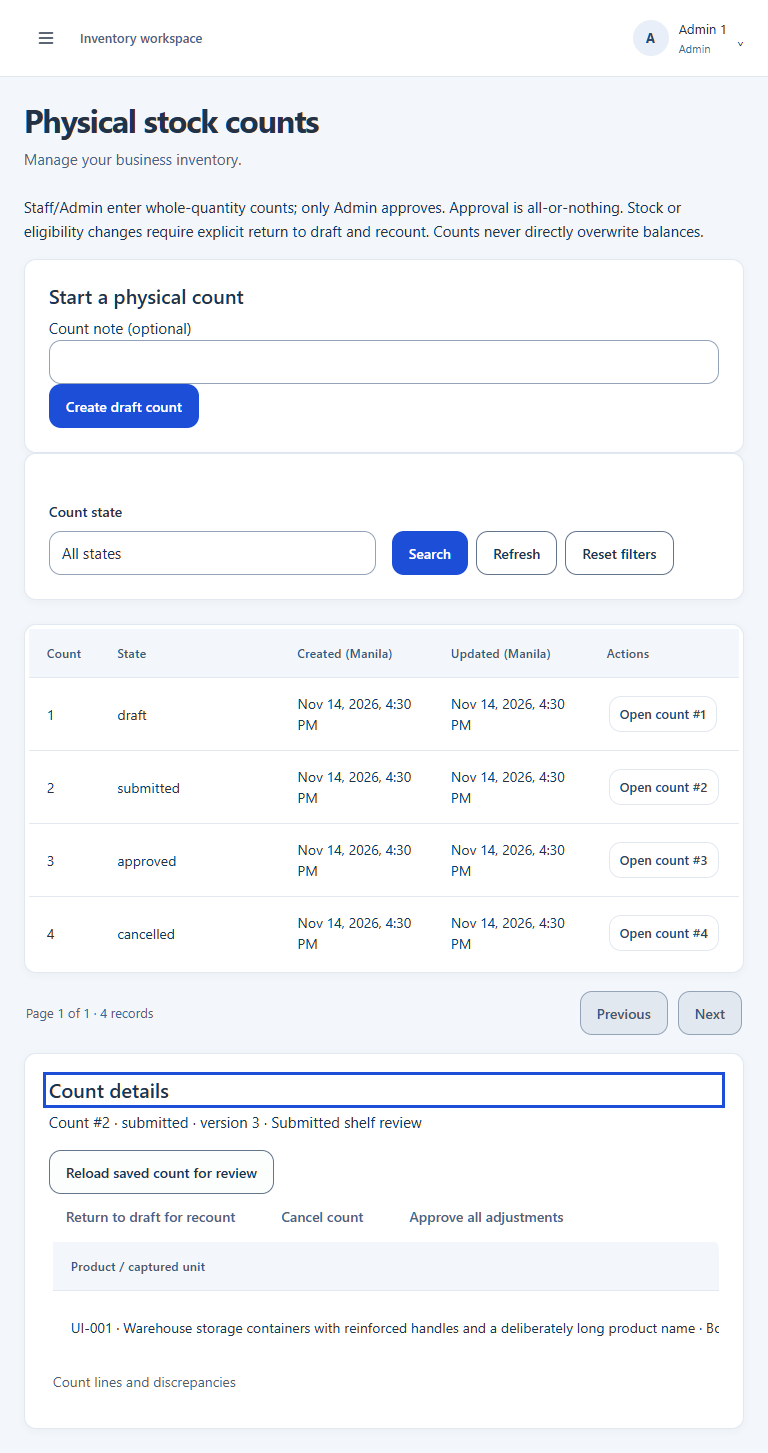 Inventory workspace
A
Admin 1
Admin
Physical stock counts
Manage your business inventory.
Staff/Admin enter whole-quantity counts; only Admin approves. Approval is all-or-nothing. Stock or
eligibility changes require explicit return to draft and recount. Counts never directly overwrite balances.
Start a physical count
Count note (optional)
Create draft count
Count state
All states
Search
Refresh
Reset filters
Count State Created (Manila) Updated (Manila) Actions
1 draft Nov 14, 2026, 4:30 PM Nov 14, 2026, 4:30 PM Open count #1
2 submitted Nov 14, 2026, 4:30 PM Nov 14, 2026, 4:30 PM Open count #2
3 approved Nov 14, 2026, 4:30 PM Nov 14, 2026, 4:30 PM Open count #3
4 cancelled Nov 14, 2026, 4:30 PM Nov 14, 2026, 4:30 PM Open count #4
Page 1 of 1 · 4 records
Previous
Next
Count details
Count #2 · submitted · version 3 · Submitted shelf review
Reload saved count for review
Return to draft for recount Cancel count Approve all adjustments
Product / captured unit
UI-001 · Warehouse storage containers with reinforced handles and a deliberately long product name ·
Count lines and discrepancies